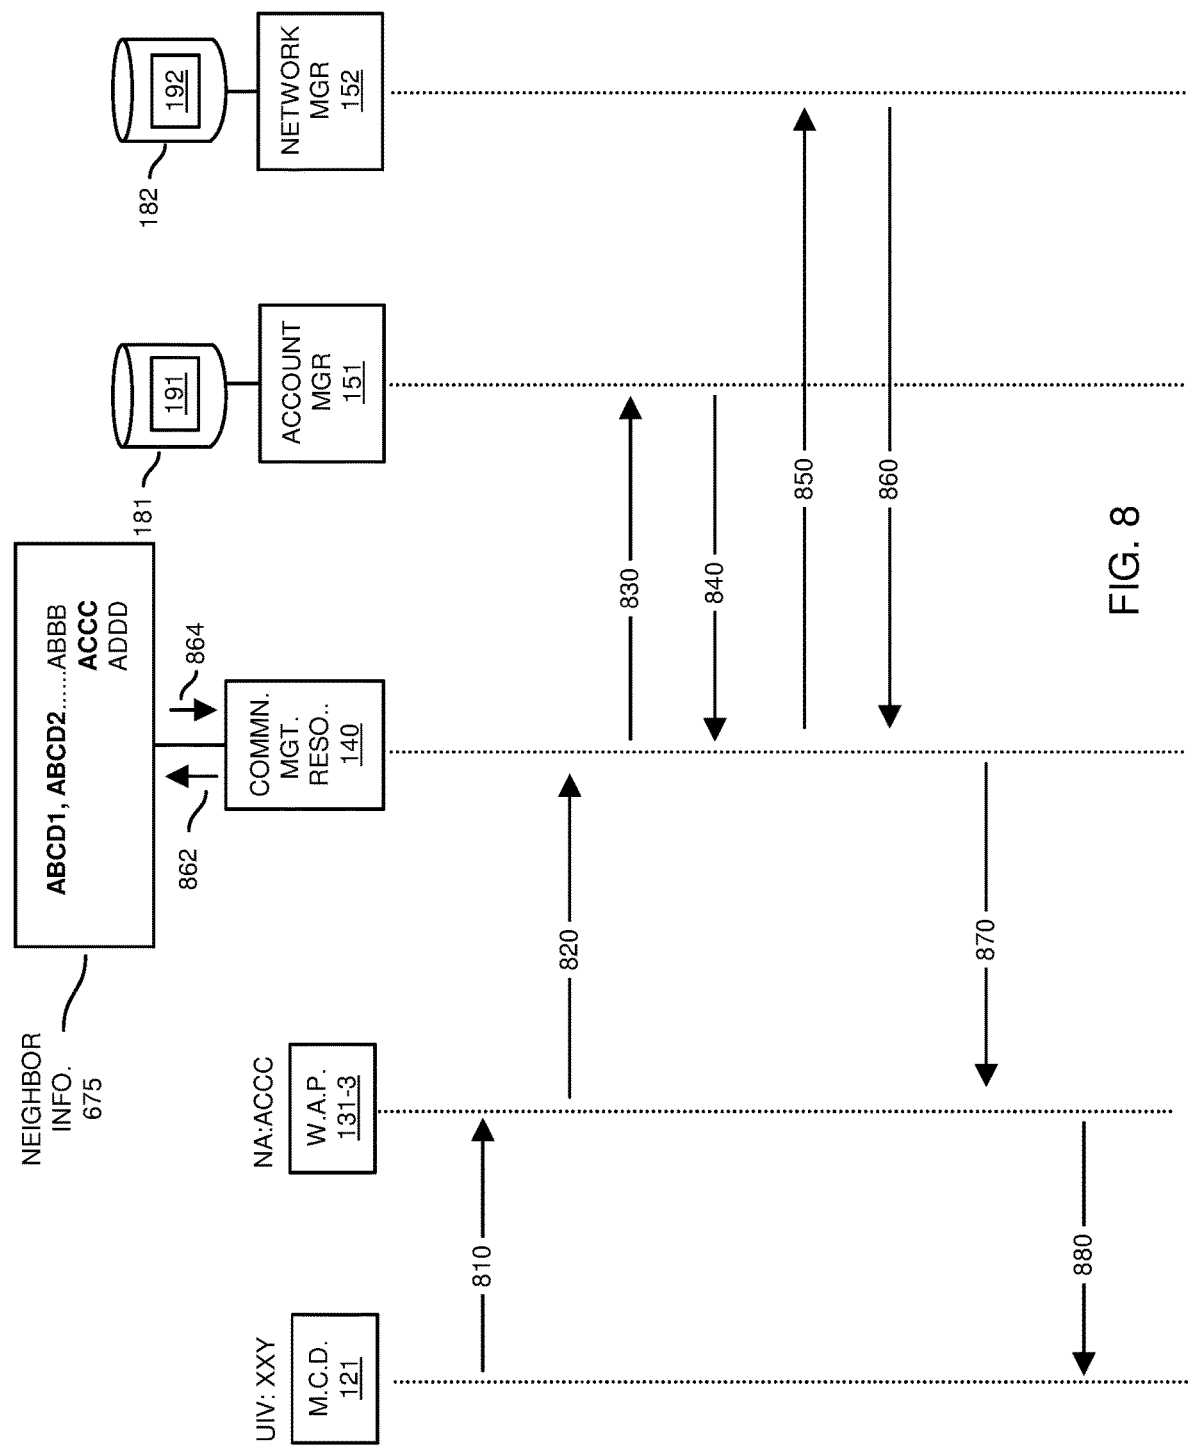 NEIGHBOR
INFO.
675
ABCD1, ABCD2......ABBB
ACCC
ADDD
862
864
181
191
182
192
UIV: XXY
M.C.D.
121
NA:ACCC
W.A.P.
131-3
COMMN.
MGT.
RESO..
140
ACCOUNT
MGR
151
NETWORK
MGR
152
810
820
830
840
850
860
870
880
FIG. 8